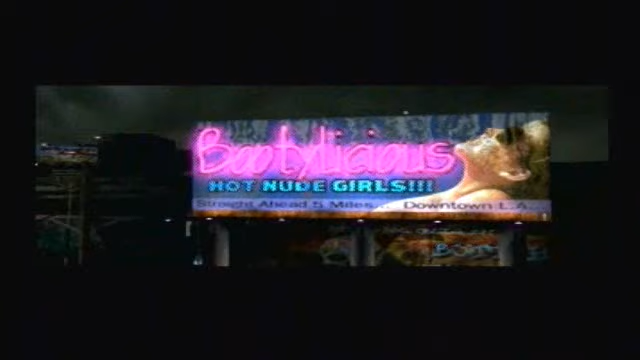 Bootylicious
HOT NUDE GIRLS!!!
Straight Ahead 5 Miles... Downtown L.A...